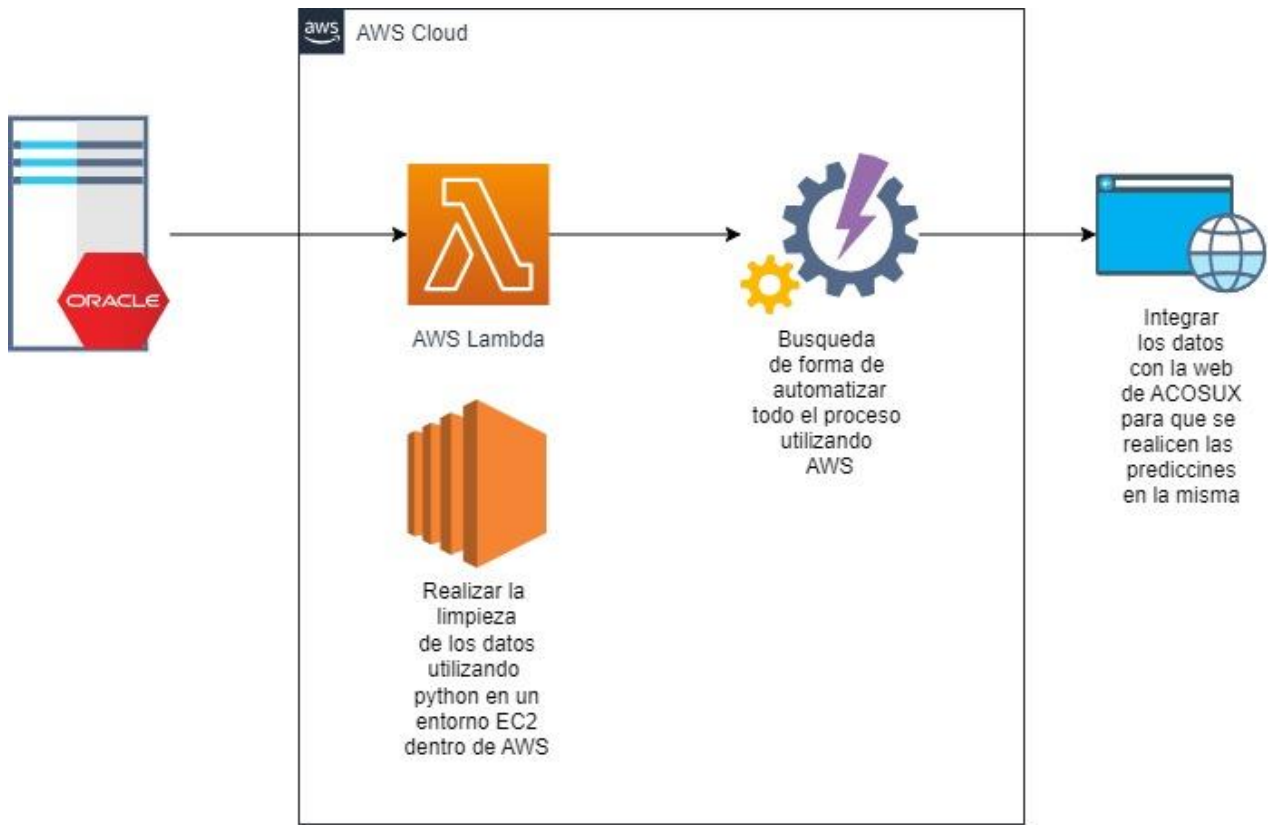 aws
AWS Cloud
ORACLE
AWS Lambda
Busqueda
de forma de
automatizar
todo el proceso
utilizando
AWS
Integrar
los datos
con la web
de ACOSUX
para que se
realicen las
prediccines
en la misma
Realizar la
limpieza
de los datos
utilizando
python en un
entorno EC2
dentro de AWS